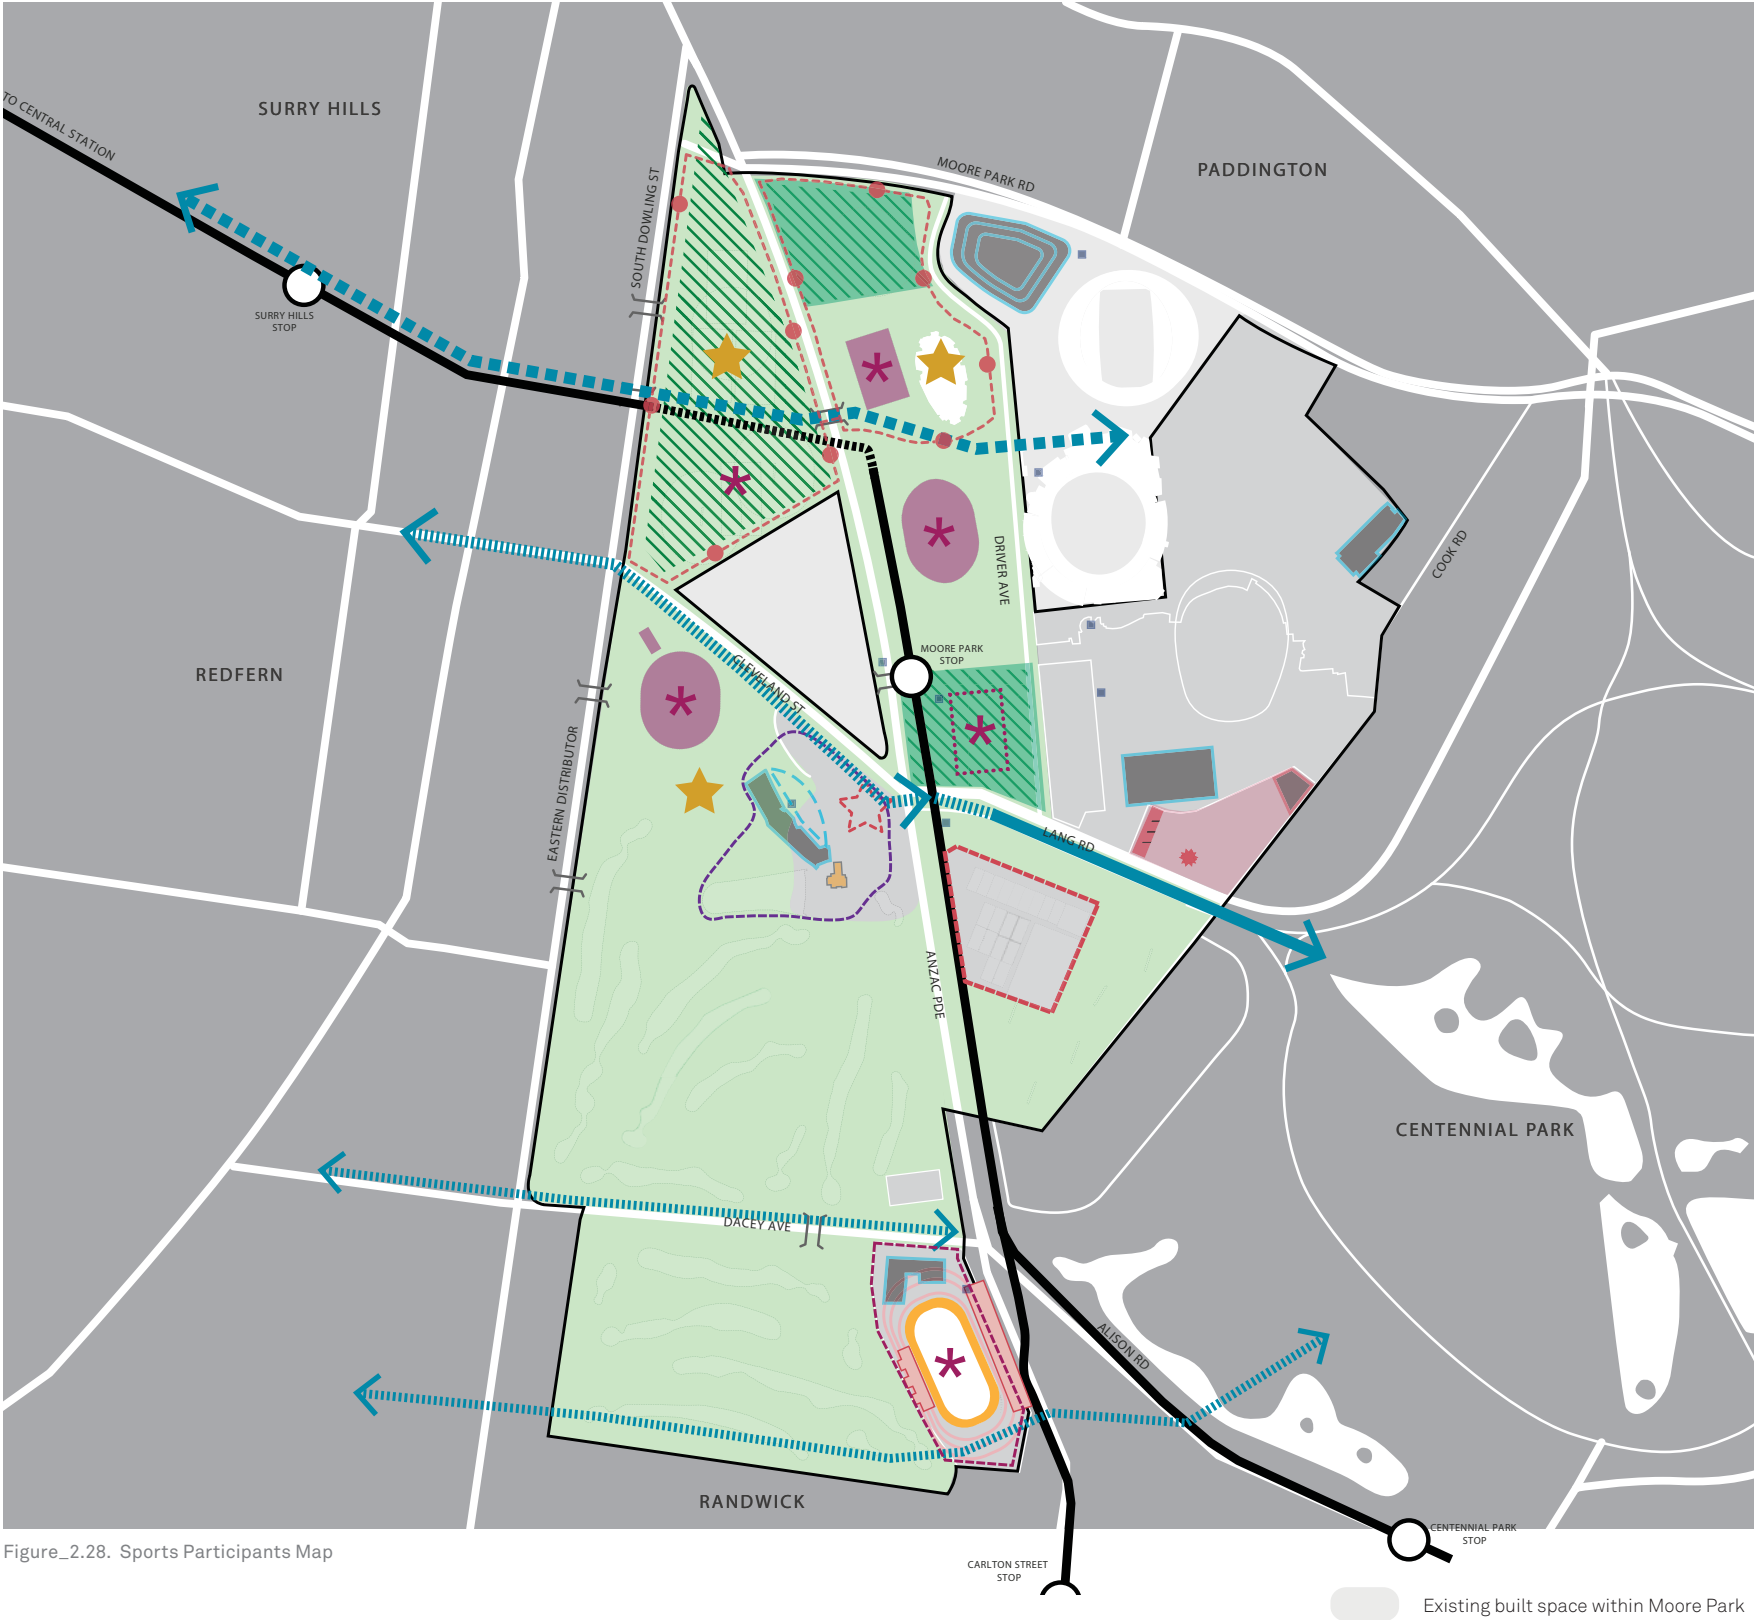 SURRY HILLS
TO CENTRAL STATION
MOORE PARK RD
PADDINGTON
SOUTH DOWLING ST
SURRY HILLS
STOP
DRIVER AVE
COOK RD
MOORE PARK
STOP
REDFERN
CLEVELAND ST
EASTERN DISTRIBUTOR
LANG RD
ANZAC PDE
CENTENNIAL PARK
DACEY AVE
ALISON RD
RANDWICK
CENTENNIAL PARK
STOP
Figure_2.28. Sports Participants Map
CARLTON STREET
STOP
Existing built space within Moore Park